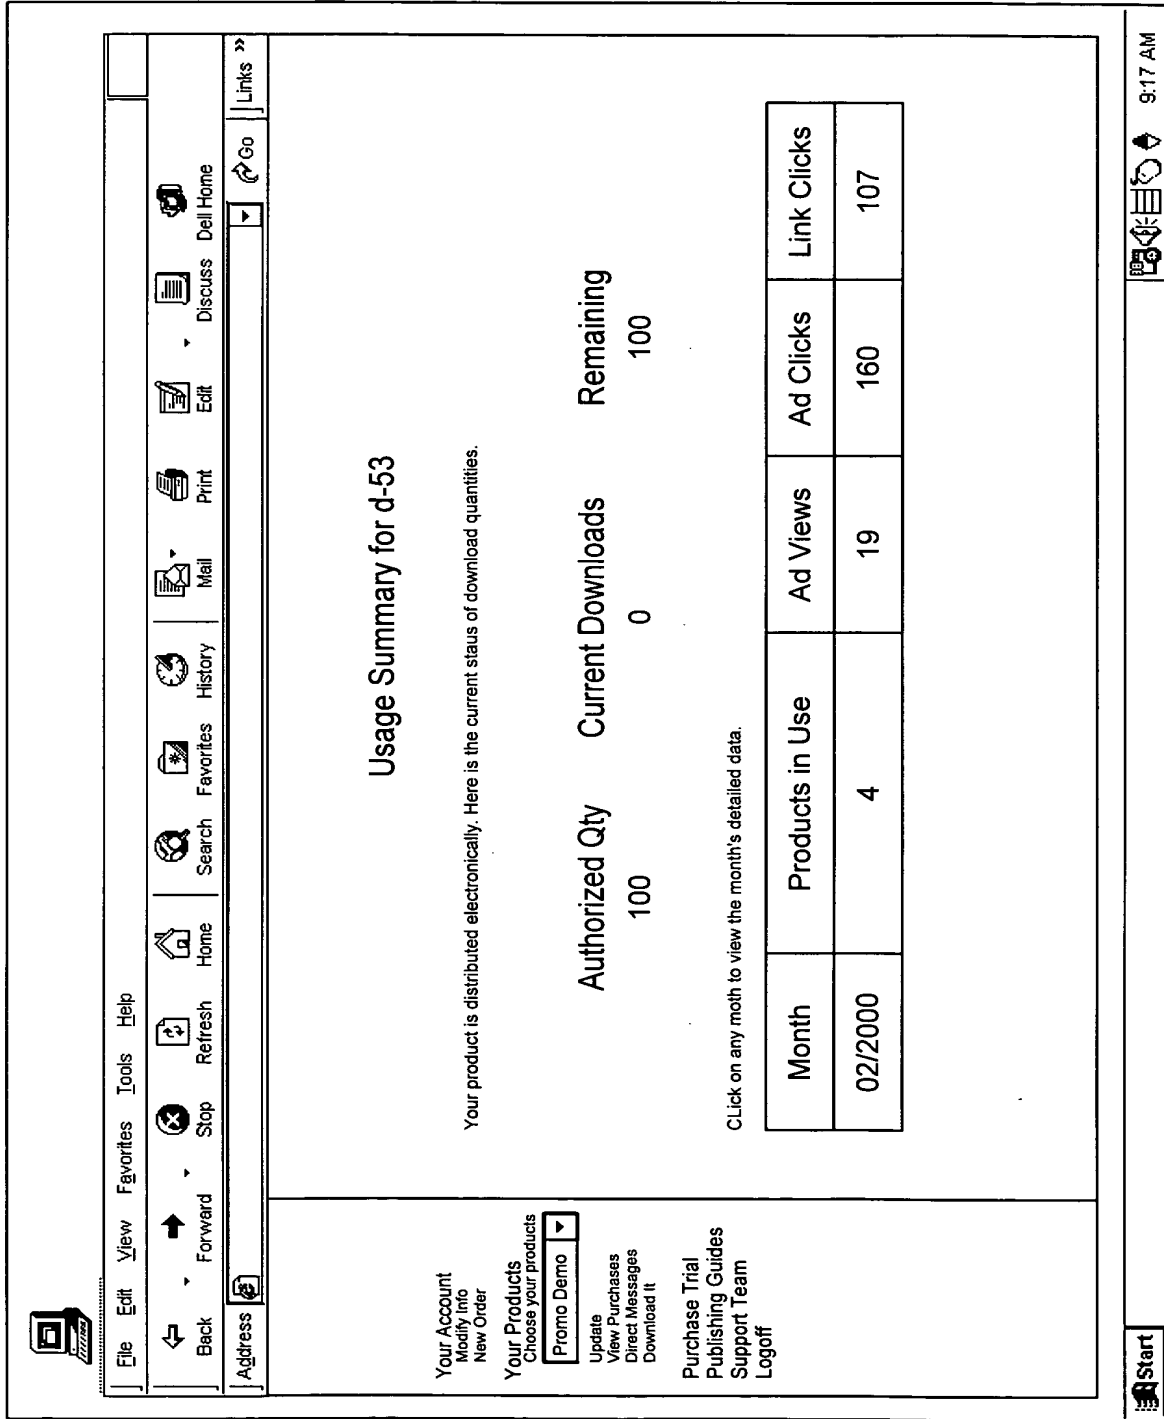 File Edit View Favorites Tools Help
Back Forward Stop Refresh Home Search Favorites History Mail Print Edit Discuss Dell Home
Address Go Links »
Your Account
Modify Info
New Order
Your Products
Choose your products
Promo Demo
Update
View Purchases
Direct Messages
Download It
Purchase Trial
Publishing Guides
Support Team
Logoff
Usage Summary for d-53
Your product is distributed electronically. Here is the current staus of download quantities.
Authorized Qty Current Downloads Remaining
100 0 100
CLick on any moth to view the month's detailed data.
Month Products in Use Ad Views Ad Clicks Link Clicks
02/2000 4 19 160 107
Start 9:17 AM